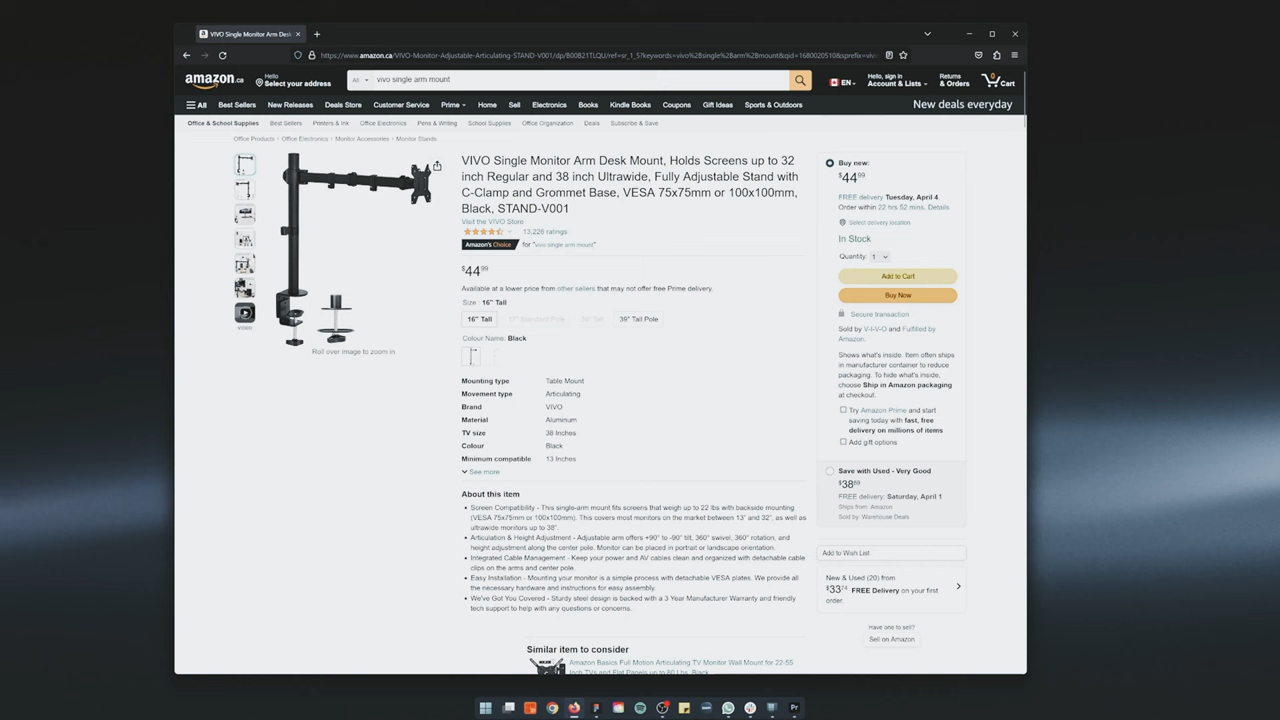 VIVO Single Monitor Arm Desk
https://www.amazon.ca/VIVO-Monitor-Adjustable-Articulating-STAND-V001/dp/B00B21TLQU/ref=sr_1_5?keywords=vivo%2Bsingle%2Barm%2Bmount&qid=1680020510&sprefix=viv
amazon.ca
Hello
Select your address
All
vivo single arm mount
EN
Hello, sign in
Account & Lists
Returns
& Orders
0
Cart
All
Best Sellers
New Releases
Deals Store
Customer Service
Prime
Home
Sell
Electronics
Books
Kindle Books
Coupons
Gift Ideas
Sports & Outdoors
New deals everyday
Office & School Supplies
Best Sellers
Printers & Ink
Office Electronics
Pens & Writing
School Supplies
Office Organization
Deals
Subscribe & Save
Office Products › Office Electronics › Monitor Accessories › Monitor Stands
VIDEO
Roll over image to zoom in
VIVO Single Monitor Arm Desk Mount, Holds Screens up to 32
inch Regular and 38 inch Ultrawide, Fully Adjustable Stand with
C-Clamp and Grommet Base, VESA 75x75mm or 100x100mm,
Black, STAND-V001
Visit the VIVO Store
13,226 ratings
Amazon's Choice for "vivo single arm mount"
$44.99
Available at a lower price from other sellers that may not offer free Prime delivery.
Size : 16" Tall
16" Tall
39" Tall Pole
Colour Name: Black
Mounting type Table Mount
Movement type Articulating
Brand VIVO
Material Aluminum
TV size 38 Inches
Colour Black
Minimum compatible 13 Inches
See more
About this item
Screen Compatibility - This single-arm mount fits screens that weigh up to 22 lbs with backside mounting
(VESA 75x75mm or 100x100mm). This covers most monitors on the market between 13" and 32", as well as
ultrawide monitors up to 38".
Articulation & Height Adjustment - Adjustable arm offers +90° to -90° tilt, 360° swivel, 360° rotation, and
height adjustment along the center pole. Monitor can be placed in portrait or landscape orientation.
Integrated Cable Management - Keep your power and AV cables clean and organized with detachable cable
clips on the arms and center pole.
Easy Installation - Mounting your monitor is a simple process with detachable VESA plates. We provide all
the necessary hardware and instructions for easy assembly.
We've Got You Covered - Sturdy steel design is backed with a 3 Year Manufacturer Warranty and friendly
tech support to help with any questions or concerns.
Similar item to consider
Amazon Basics Full Motion Articulating TV Monitor Wall Mount for 22-55
Inch TVs and Flat Panels up to 80 Lbs, Black
Buy new:
$44.99
FREE delivery Tuesday, April 4.
Order within 22 hrs 52 mins. Details
Select delivery location
In Stock
Quantity: 1
Add to Cart
Buy Now
Secure transaction
Sold by V-I-V-O and Fulfilled by
Amazon.
Shows what's inside. Item often ships
in manufacturer container to reduce
packaging. To hide what's inside,
choose Ship in Amazon packaging
at checkout.
Try Amazon Prime and start
saving today with fast, free
delivery on millions of items
Add gift options
Save with Used - Very Good
$38.69
FREE delivery: Saturday, April 1
Ships from: Amazon
Sold by: Warehouse Deals
Add to Wish List
New & Used (20) from
$33.74 FREE Delivery on your first
order.
Have one to sell?
Sell on Amazon
Pr